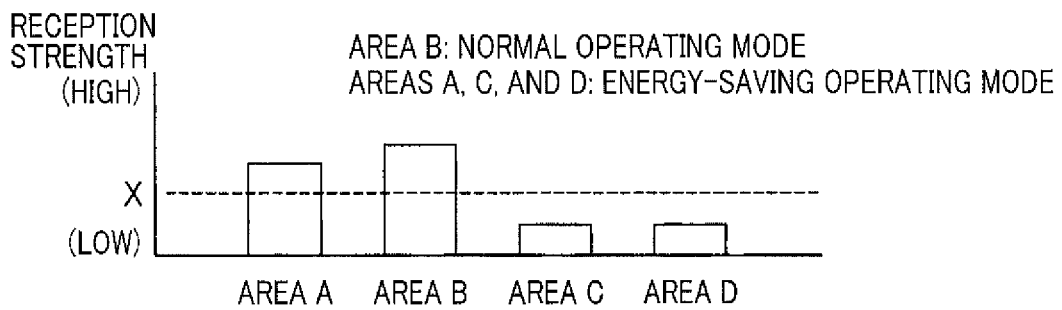 RECEPTION
STRENGTH
(HIGH)
AREA B: NORMAL OPERATING MODE
AREAS A, C, AND D: ENERGY-SAVING OPERATING MODE
X
(LOW)
AREA A AREA B AREA C AREA D